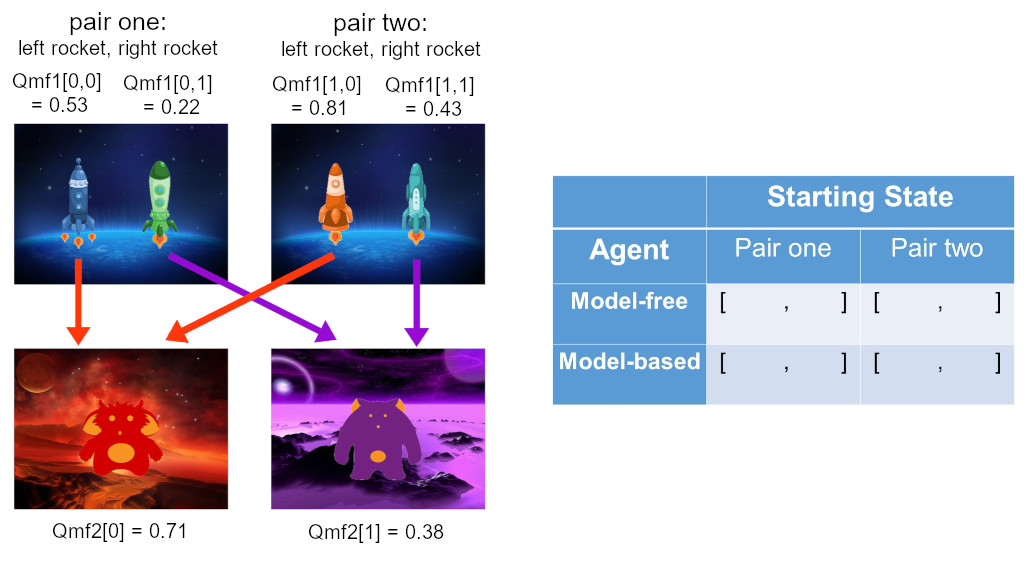 pair one:
left rocket, right rocket
Qmf1[0,0]
= 0.53
Qmf1[0,1]
= 0.22
pair two:
left rocket, right rocket
Qmf1[1,0]
= 0.81
Qmf1[1,1]
= 0.43
Qmf2[0] = 0.71
Qmf2[1] = 0.38
Starting State
Agent Pair one Pair two
Model-free [ , ] [ , ]
Model-based [ , ] [ , ]